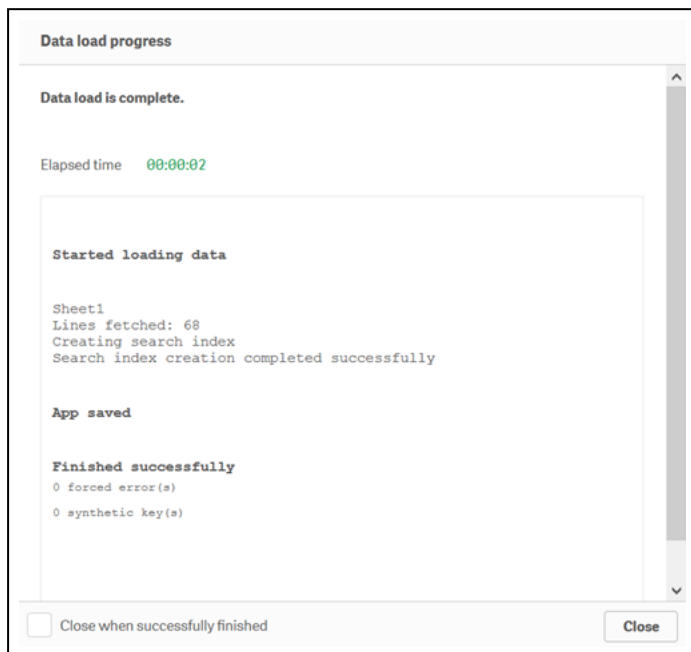 Data load progress
Data load is complete.
Elapsed time 00:00:02
Started loading data
Sheet1
Lines fetched: 68
Creating search index
Search index creation completed successfully
App saved
Finished successfully
0 forced error(s)
0 synthetic key(s)
Close when successfully finished
Close